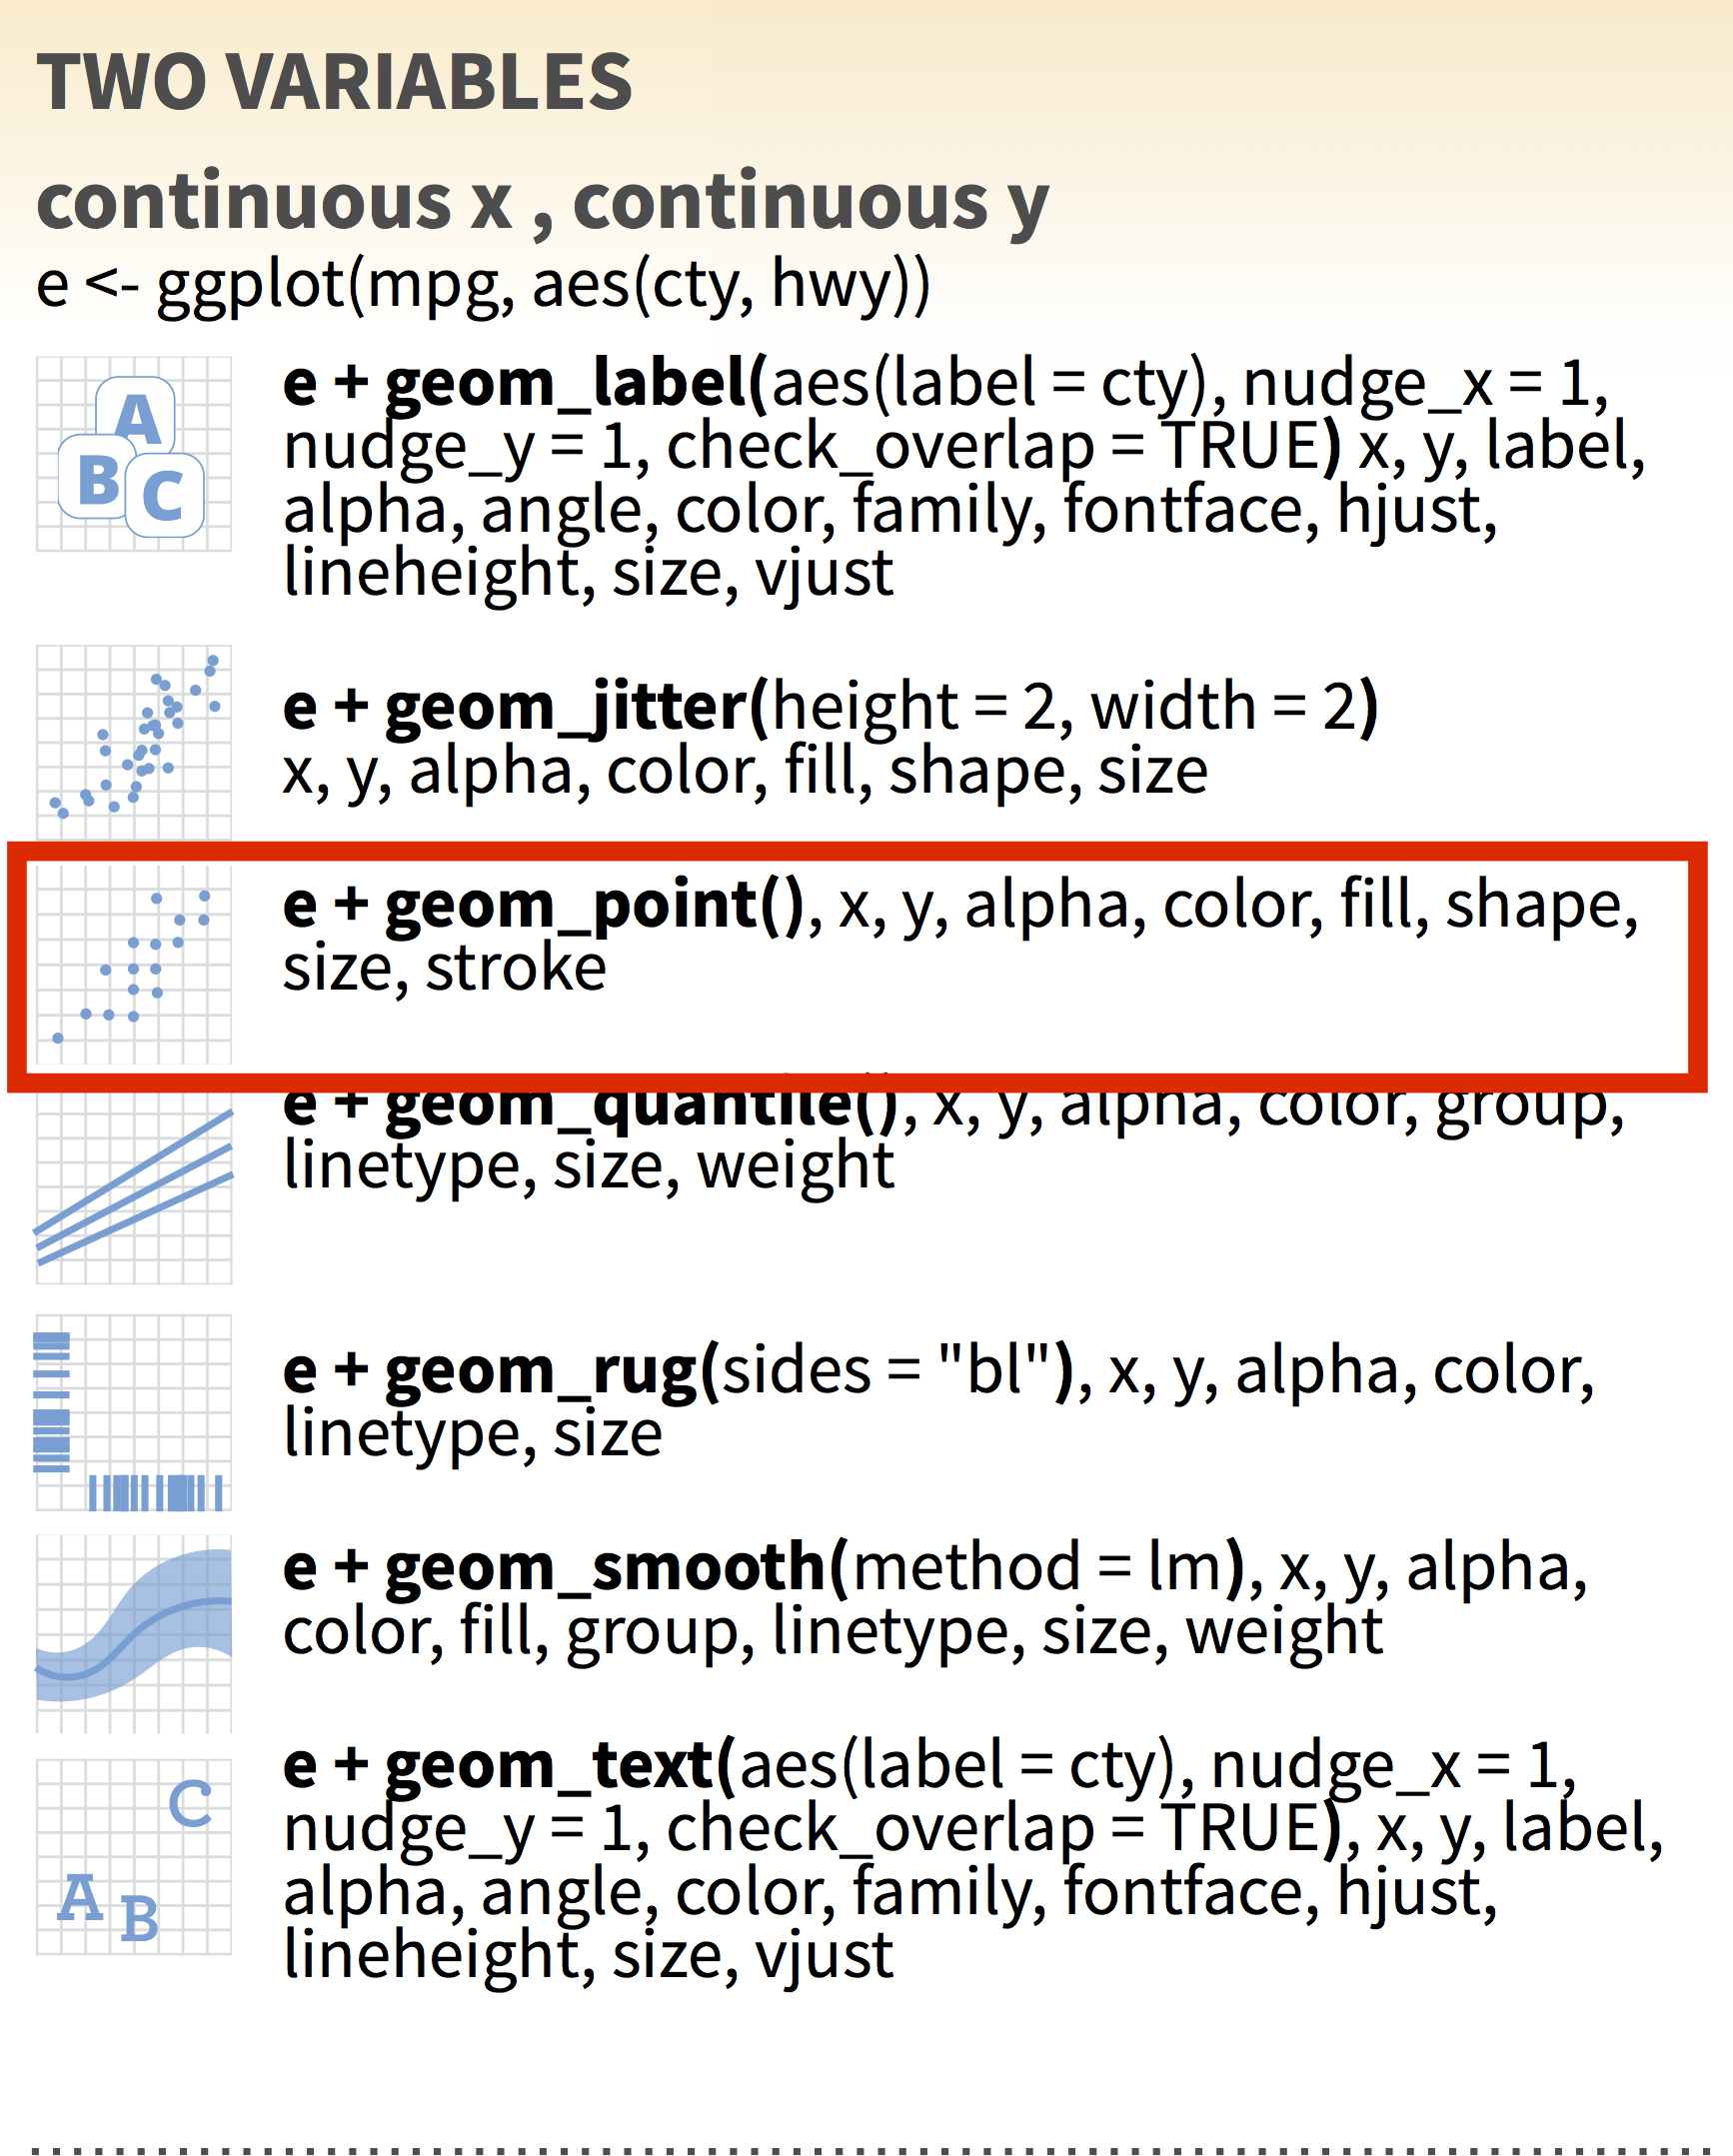 TWO VARIABLES
continuous x , continuous y
e <- ggplot(mpg, aes(cty, hwy))
A
B
C
e + geom_label(aes(label = cty), nudge_x = 1,
nudge_y = 1, check_overlap = TRUE) x, y, label,
alpha, angle, color, family, fontface, hjust,
lineheight, size, vjust
e + geom_jitter(height = 2, width = 2)
x, y, alpha, color, fill, shape, size
e + geom_point(), x, y, alpha, color, fill, shape,
size, stroke
e + geom_quantile(), x, y, alpha, color, group,
linetype, size, weight
e + geom_rug(sides = "bl"), x, y, alpha, color,
linetype, size
e + geom_smooth(method = lm), x, y, alpha,
color, fill, group, linetype, size, weight
C
A
B
e + geom_text(aes(label = cty), nudge_x = 1,
nudge_y = 1, check_overlap = TRUE), x, y, label,
alpha, angle, color, family, fontface, hjust,
lineheight, size, vjust